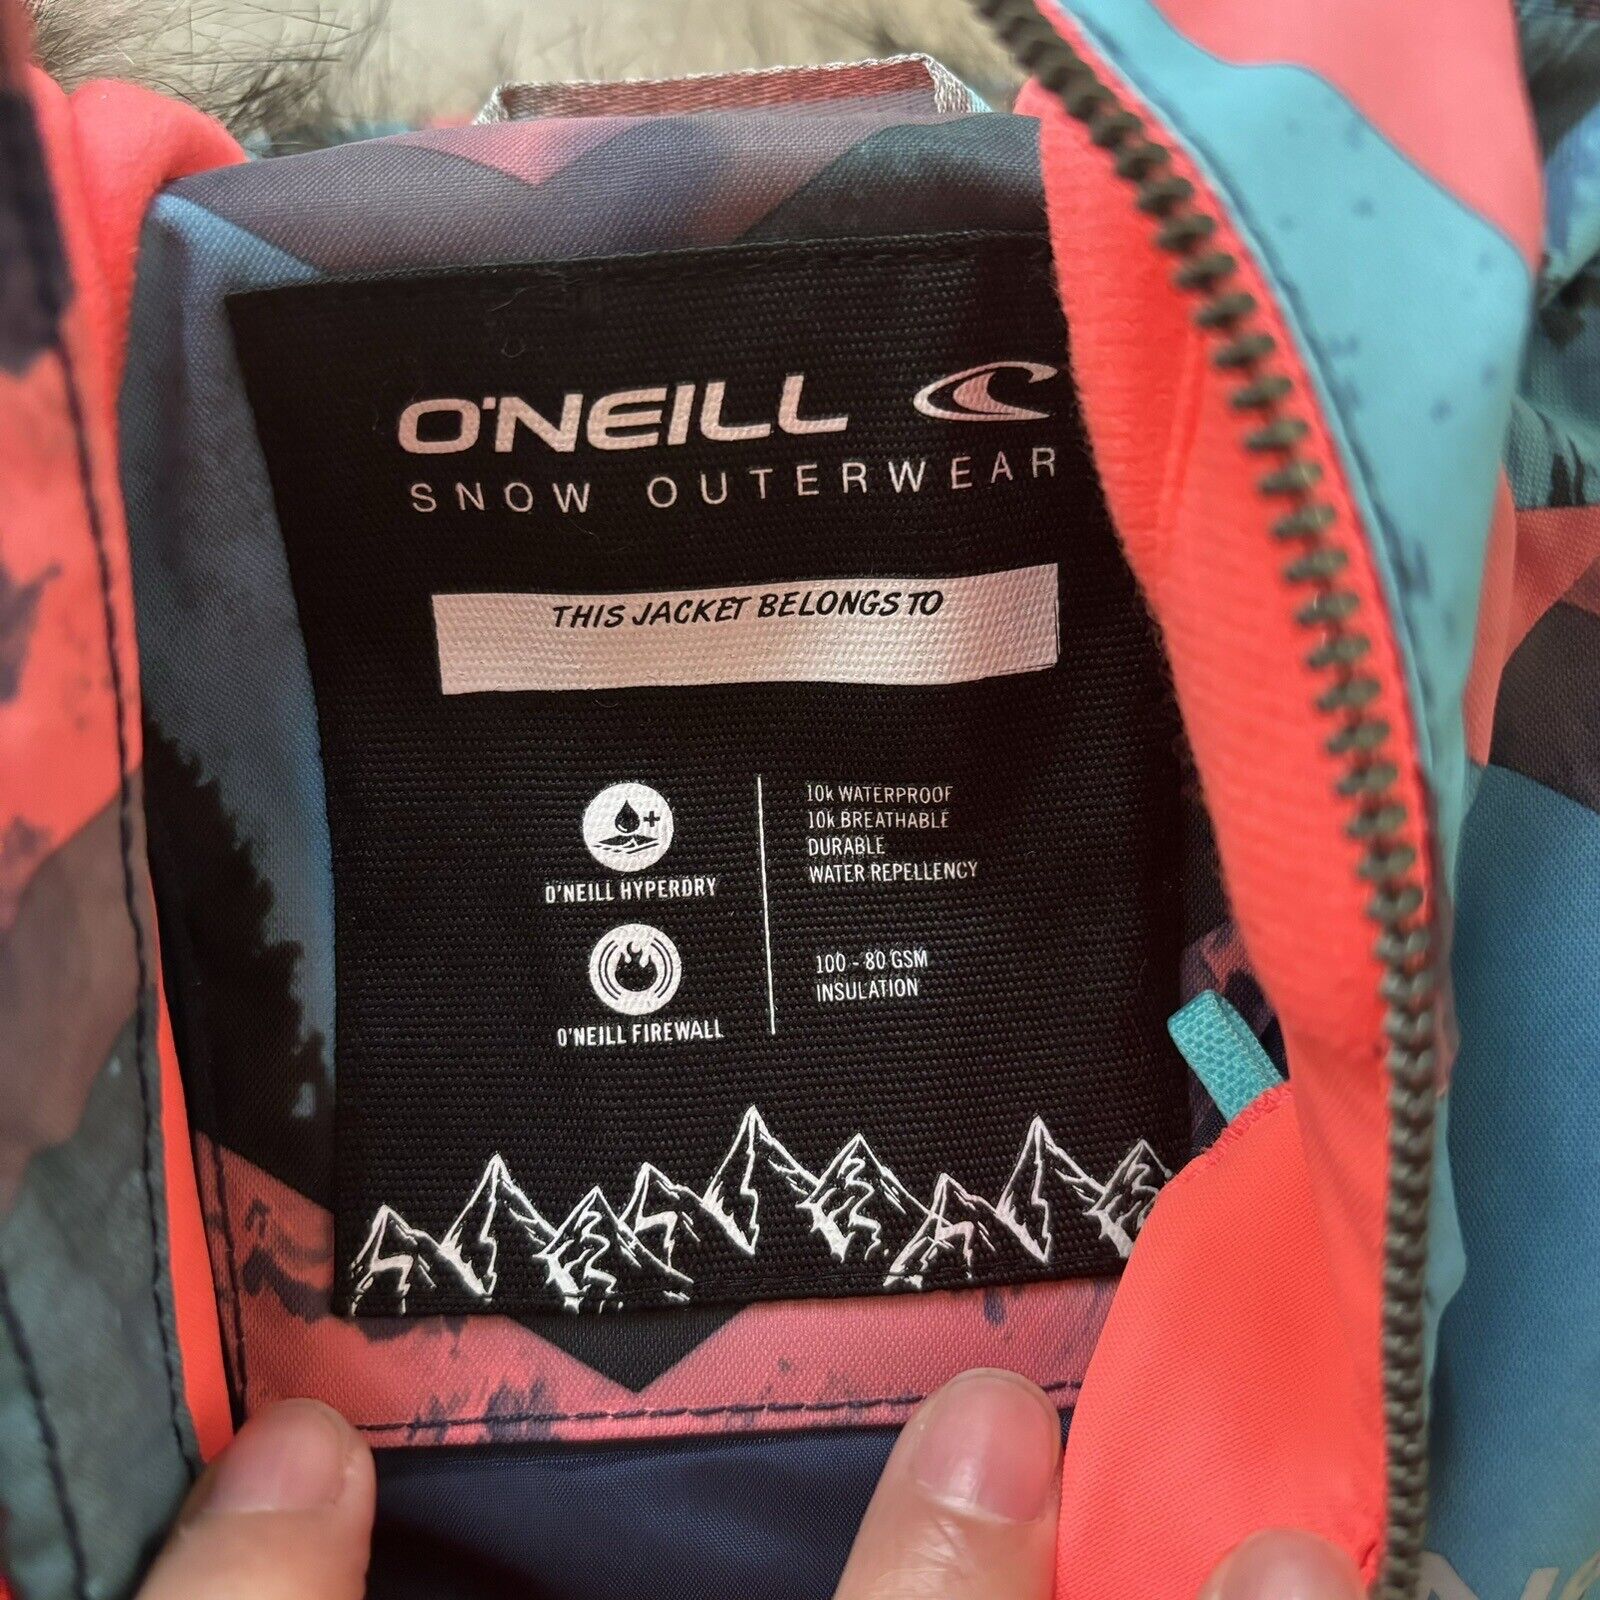 O'NEILL
SNOW OUTERWEAR
THIS JACKET BELONGS TO
10k WATERPROOF
10k BREATHABLE
DURABLE
WATER REPELLENCY
O'NEILL HYPERDRY
100 - 80 GSM
INSULATION
O'NEILL FIREWALL